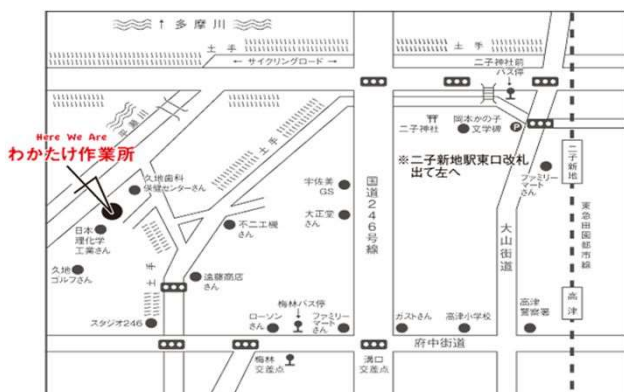 ↑ 多摩川
土手
← サイクリングロード →
土手
二子神社前
バス停
平瀬川
Here We Are
わかたけ作業所
久地歯科
保健センターさん
土手
宇佐美
GS
大正堂
さん
国道246号線
二子神社
岡本かの子
文学碑
P
※二子新地駅東口改札
出て左へ
ファミリー
マートさん
二子新地
東急田園都市線
大山街道
日本
理化学
工業さん
不二工機
さん
久地
ゴルフさん
土手
遠藤商店
さん
スタジオ246
梅林バス停
ローソン
さん
ファミリー
マートさん
ガストさん
高津小学校
高津
警察署
高津
府中街道
梅林
交差点
溝口
交差点